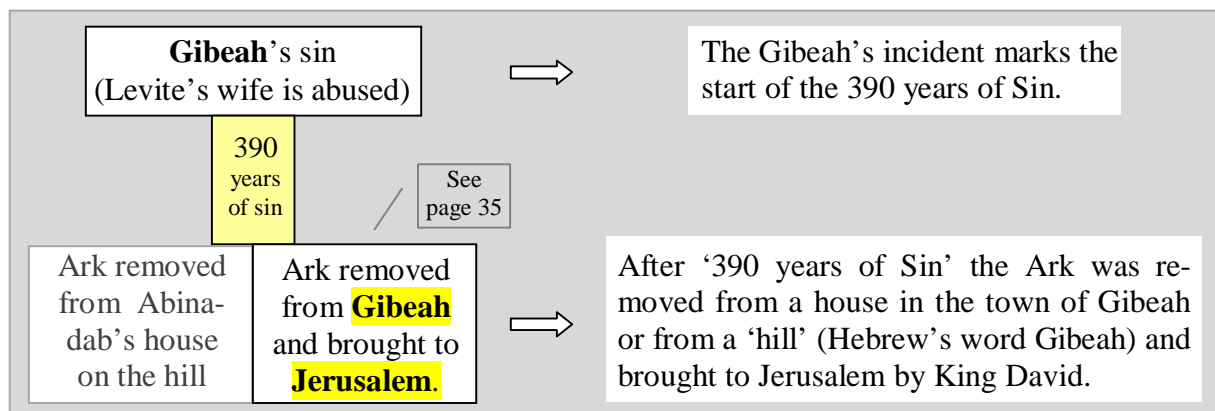 Gibeah’s sin
(Levite’s wife is abused)
The Gibeah’s incident marks the
start of the 390 years of Sin.
390
years
of sin
See
page 35
Ark removed
from Abina-
dab’s house
on the hill
Ark removed
from Gibeah
and brought to
Jerusalem.
After ‘390 years of Sin’ the Ark was re-
moved from a house in the town of Gibeah
or from a ‘hill’ (Hebrew’s word Gibeah) and
brought to Jerusalem by King David.